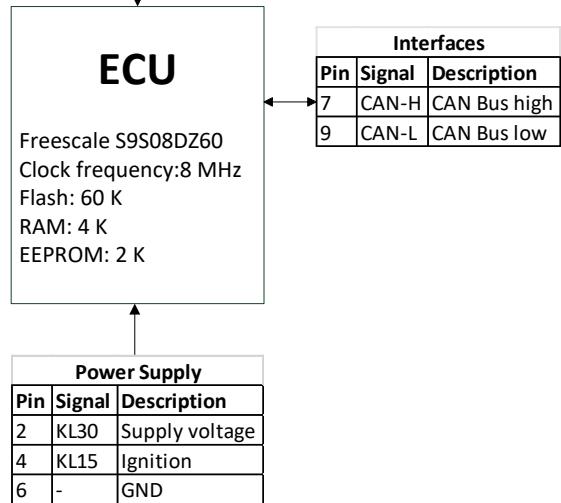 ECU
Freescale S9S08DZ60
Clock frequency:8 MHz
Flash: 60 K
RAM: 4 K
EEPROM: 2 K
Interfaces
Pin Signal Description
7 CAN-H CAN Bus high
9 CAN-L CAN Bus low
Power Supply
Pin Signal Description
2 KL30 Supply voltage
4 KL15 Ignition
6 - GND